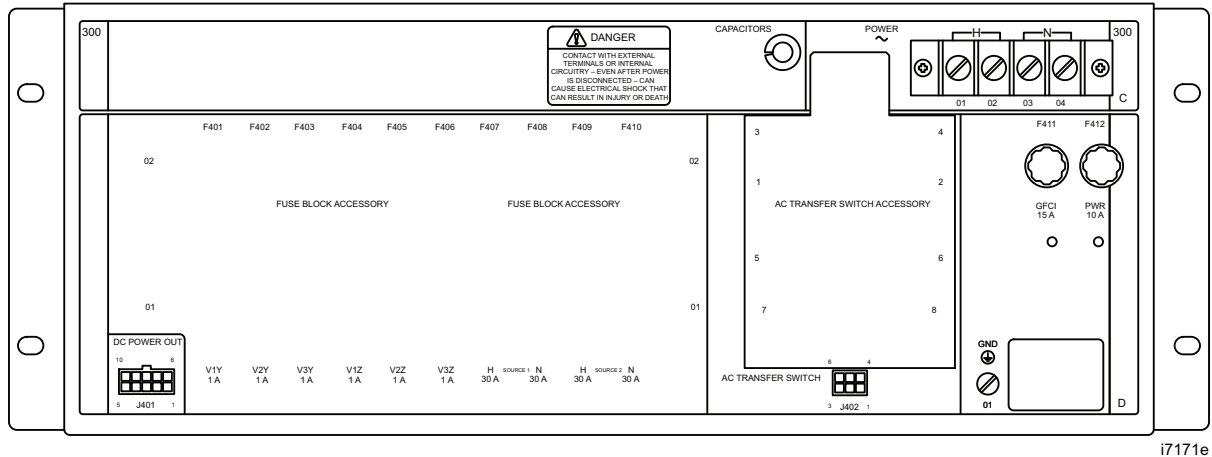 300
DANGER
CONTACT WITH EXTERNAL
TERMINALS OR INTERNAL
CIRCUITRY – EVEN AFTER POWER
IS DISCONNECTED – CAN
CAUSE ELECTRICAL SHOCK THAT
CAN RESULT IN INJURY OR DEATH
CAPACITORS
POWER
H N
300
01 02 03 04
C
F401 F402 F403 F404 F405 F406 F407 F408 F409 F410
02 02
FUSE BLOCK ACCESSORY FUSE BLOCK ACCESSORY
01 01
3 4
1 2
AC TRANSFER SWITCH ACCESSORY
5 6
7 8
F411 F412
GFCI PWR
15 A 10 A
DC POWER OUT
10 6
5 J401 1
V1Y V2Y V3Y V1Z V2Z V3Z H SOURCE 1 N H SOURCE 2 N
1 A 1 A 1 A 1 A 1 A 1 A 30 A 30 A 30 A 30 A
6 4
AC TRANSFER SWITCH
3 J402 1
GND
01
D
i7171e